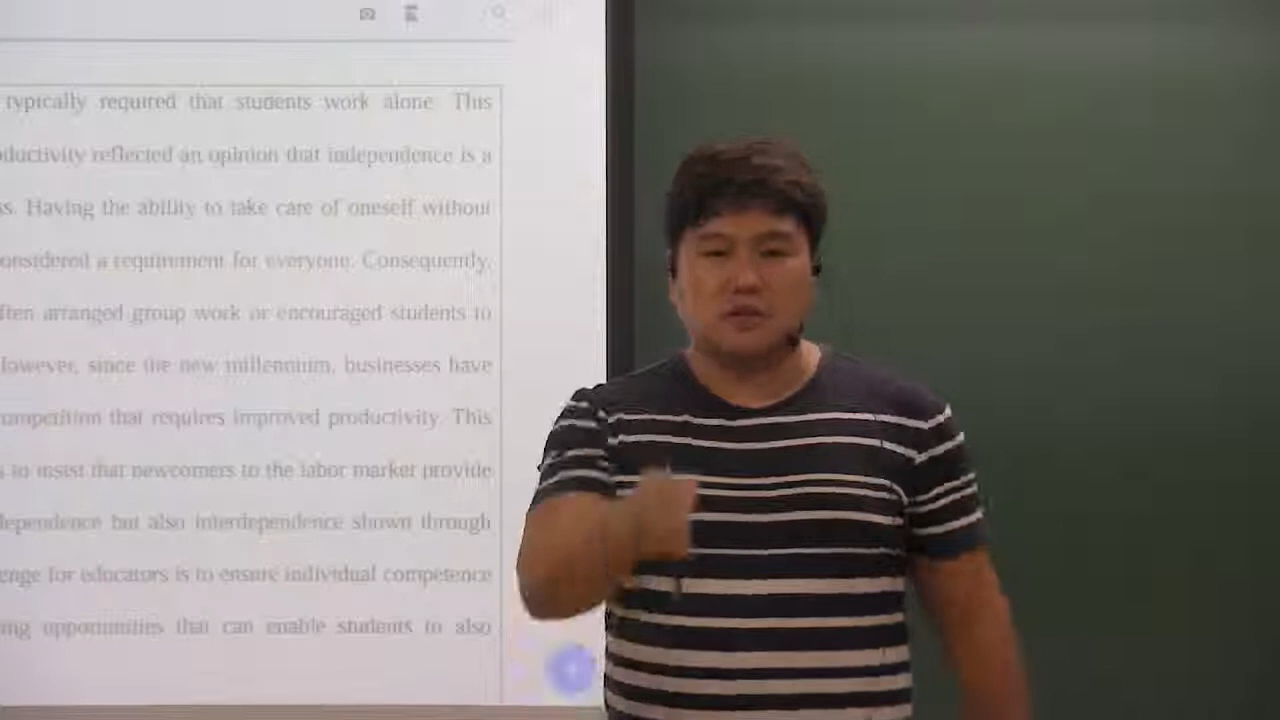 typically required that students work alone. This
oductivity reflected an opinion that independence is a
ss. Having the ability to take care of oneself without
onsidered a requirement for everyone. Consequently,
ften arranged group work or encouraged students to
However, since the new millennium, businesses have
ompetition that requires improved productivity. This
s to insist that newcomers to the labor market provide
dependence but also interdependence shown through
enge for educators is to ensure individual competence
ing opportunities that can enable students to also